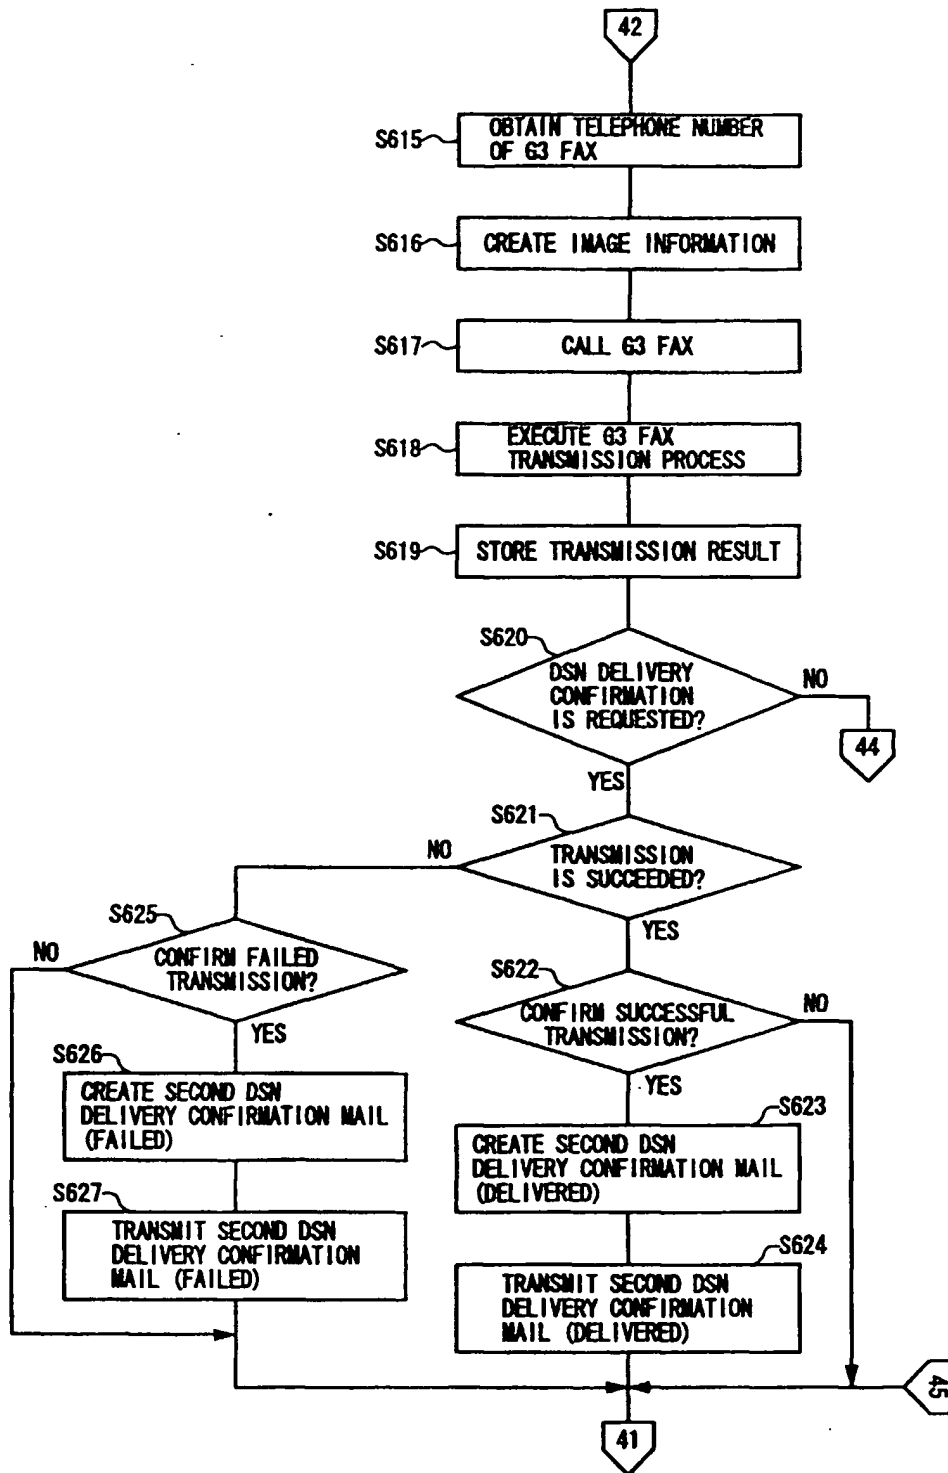 42
S615
OBTAIN TELEPHONE NUMBER
OF G3 FAX
S616
CREATE IMAGE INFORMATION
S617
CALL G3 FAX
S618
EXECUTE G3 FAX
TRANSMISSION PROCESS
S619
STORE TRANSMISSION RESULT
S620
DSN DELIVERY
CONFIRMATION
IS REQUESTED?
NO
44
YES
S621
TRANSMISSION
IS SUCCEEDED?
NO
YES
S625
CONFIRM FAILED
TRANSMISSION?
NO
YES
S622
CONFIRM SUCCESSFUL
TRANSMISSION?
NO
YES
S626
CREATE SECOND DSN
DELIVERY CONFIRMATION MAIL
(FAILED)
S623
CREATE SECOND DSN
DELIVERY CONFIRMATION MAIL
(DELIVERED)
S627
TRANSMIT SECOND DSN
DELIVERY CONFIRMATION
MAIL (FAILED)
S624
TRANSMIT SECOND DSN
DELIVERY CONFIRMATION
MAIL (DELIVERED)
45
41